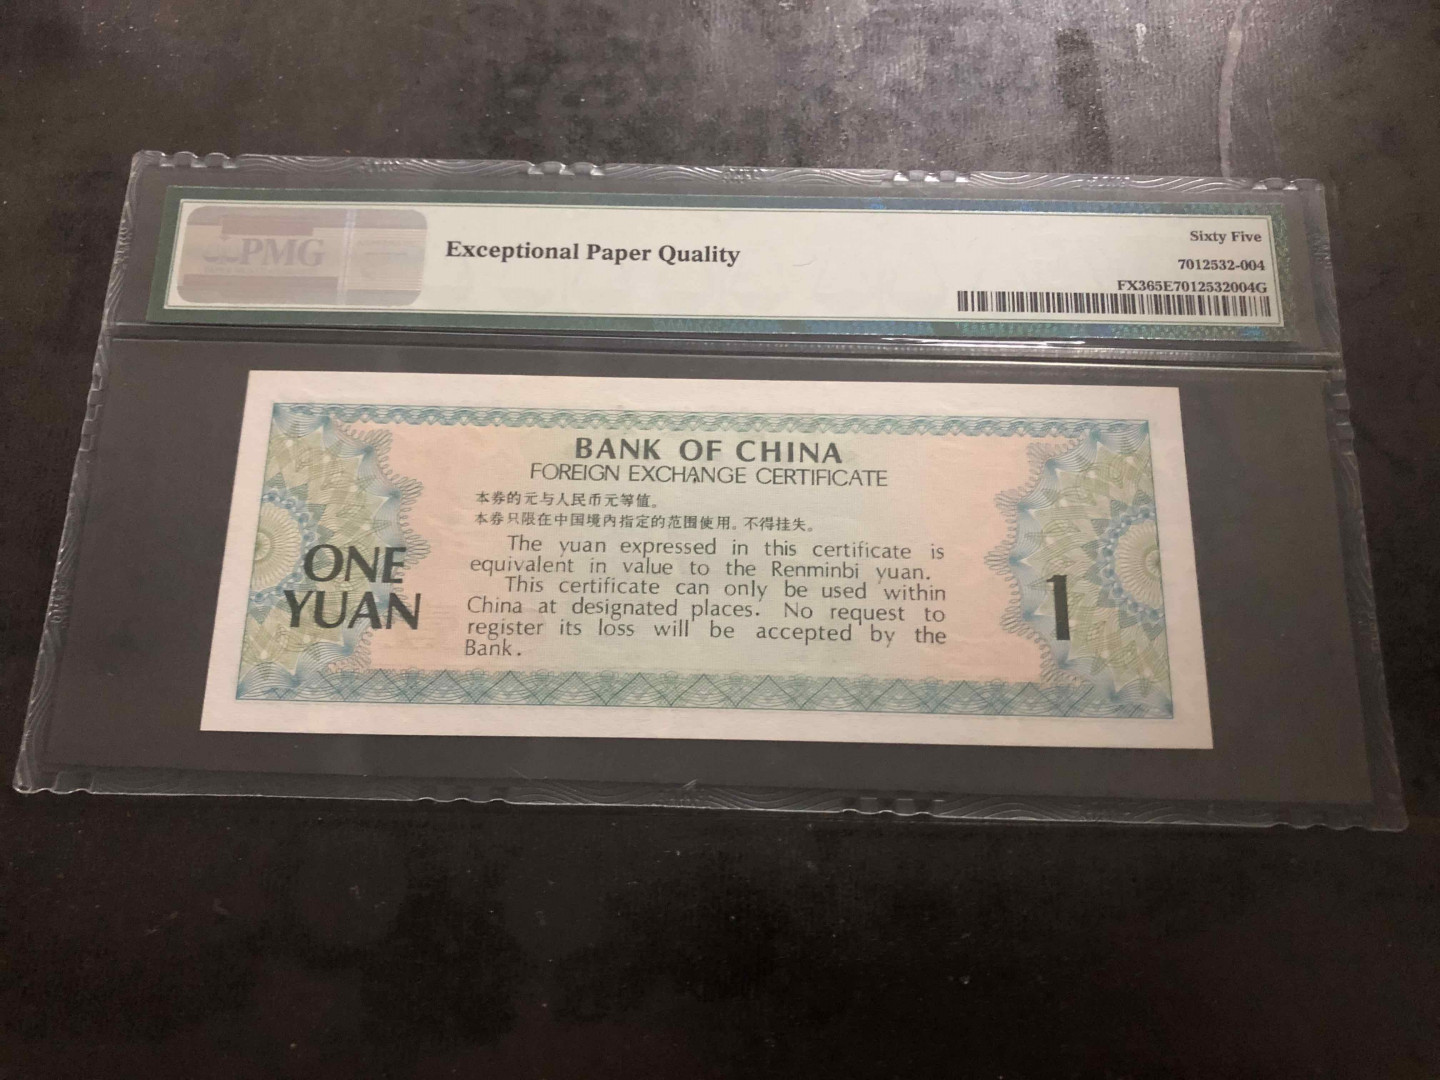 PMG
Exceptional Paper Quality
Sixty Five
7012532-004
FX365E7012532004G
BANK OF CHINA
FOREIGN EXCHANGE CERTIFICATE
本券的元与人民币元等值。
本券只限在中国境内指定的范围使用。不得挂失。
The yuan expressed in this certificate is
equivalent in value to the Renminbi yuan.
This certificate can only be used within
China at designated places. No request to
register its loss will be accepted by the
Bank.
ONE
YUAN
1